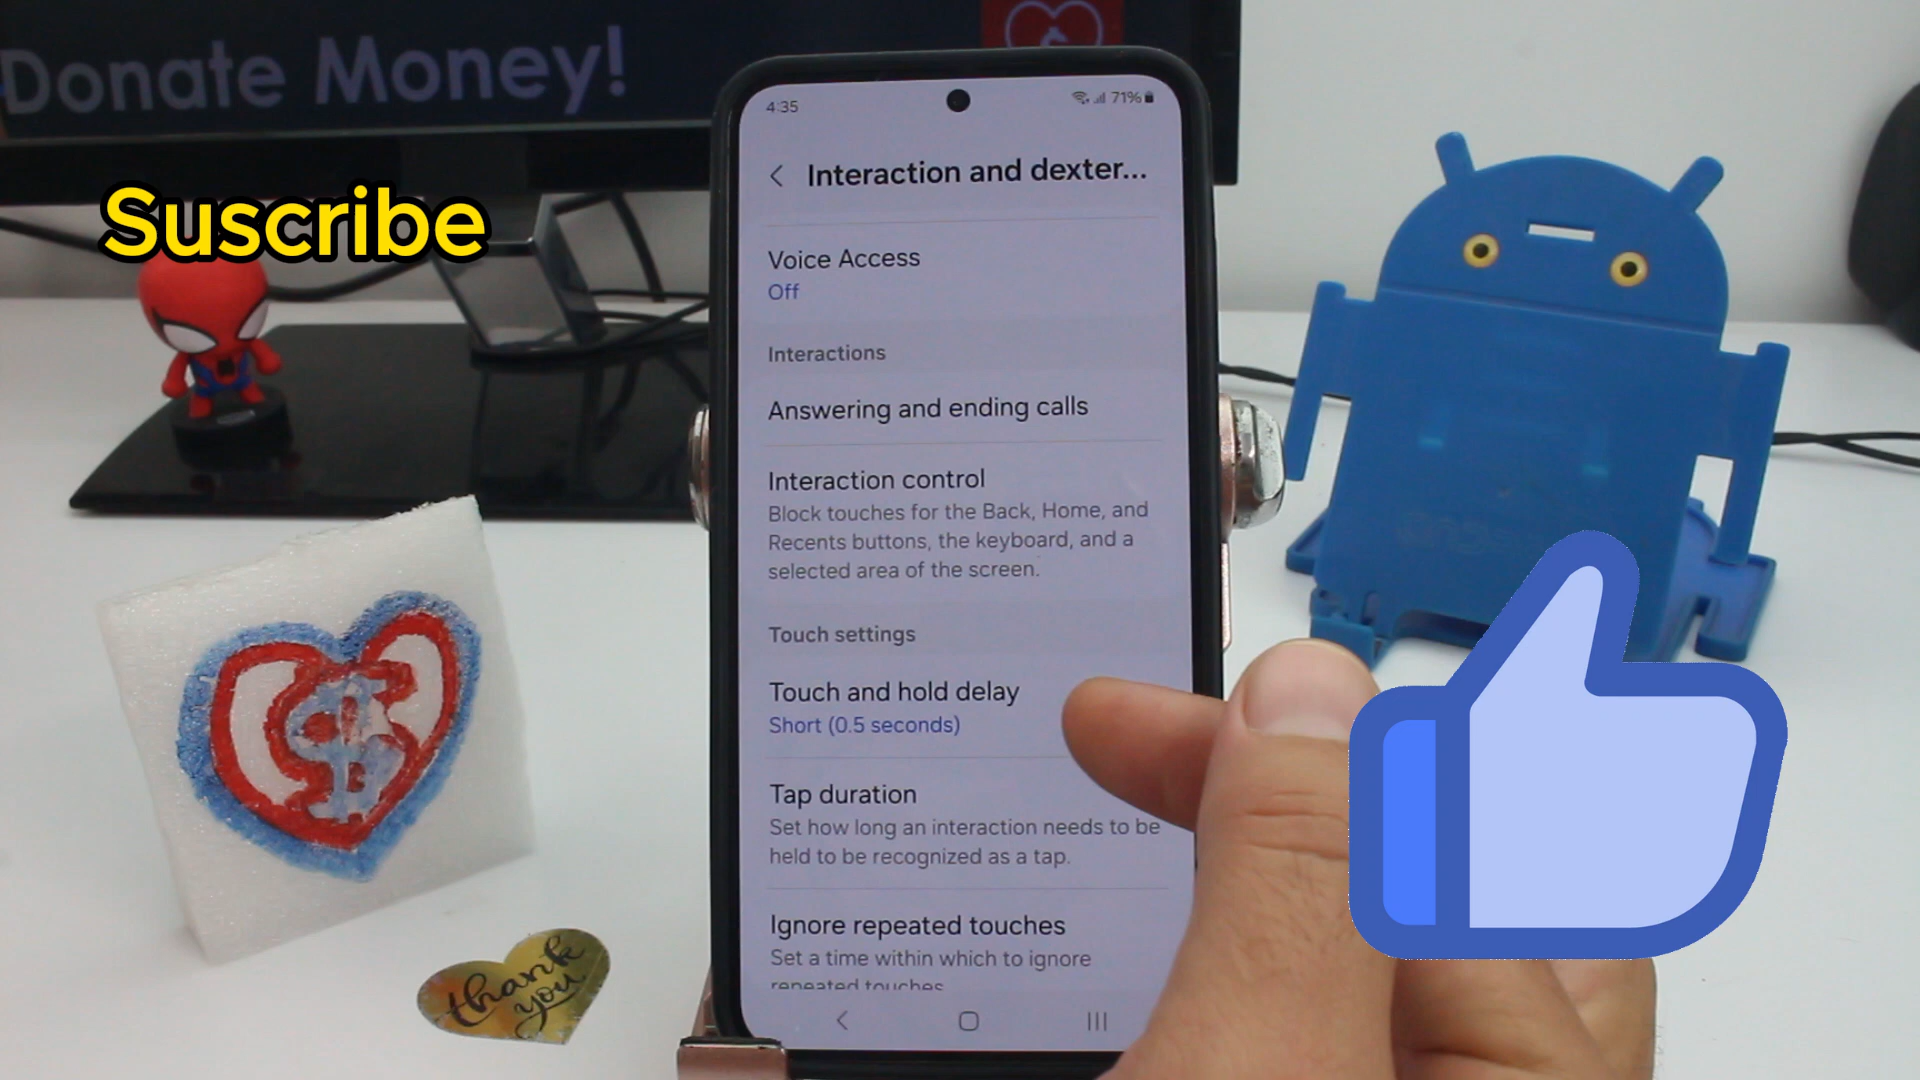 Donate Money!
Suscribe
4:35
71%
Interaction and dexter...
Voice Access
Off
Interactions
Answering and ending calls
Interaction control
Block touches for the Back, Home, and
Recents buttons, the keyboard, and a
selected area of the screen.
Touch settings
Touch and hold delay
Short (0.5 seconds)
Tap duration
Set how long an interaction needs to be
held to be recognized as a tap.
Ignore repeated touches
Set a time within which to ignore
repeated touches
thank
you